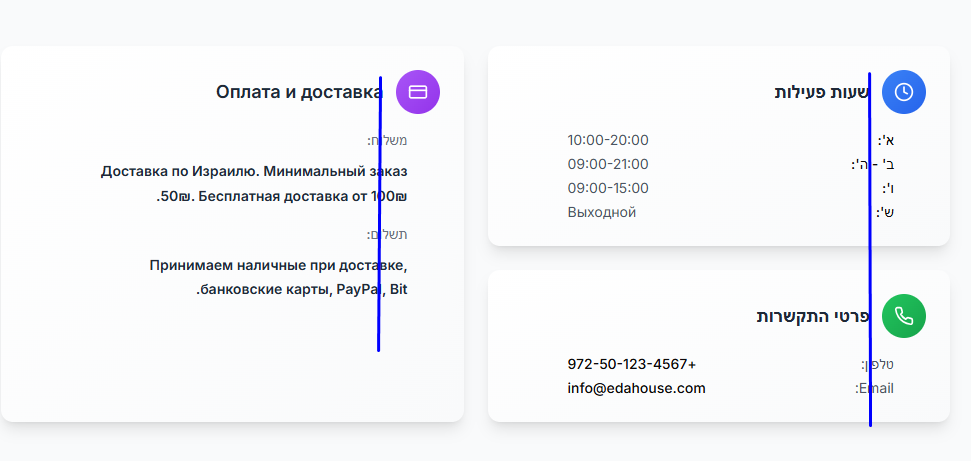 שעות פעילות
א': 10:00-20:00
ב' - ה': 09:00-21:00
ו': 09:00-15:00
ש': Выходной
פרטי התקשרות
טלפון: +972-50-123-4567
Email: info@edahouse.com
Оплата и доставка
משלוח:
Доставка по Израилю. Минимальный заказ
50₪. Бесплатная доставка от 100₪.
תשלום:
Принимаем наличные при доставке,
банковские карты, PayPal, Bit.